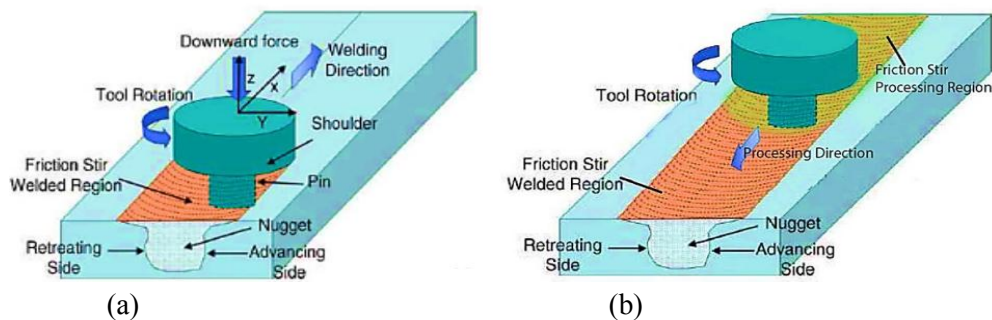 Downward force
Z
Welding
Direction
X
Tool Rotation
Y
Shoulder
Friction Stir
Welded Region
Pin
Nugget
Retreating
Side
Advancing
Side
(a)
Friction Stir
Processing Region
Tool Rotation
Processing Direction
Friction Stir
Welded Region
Nugget
Retreating
Side
Advancing
Side
(b)